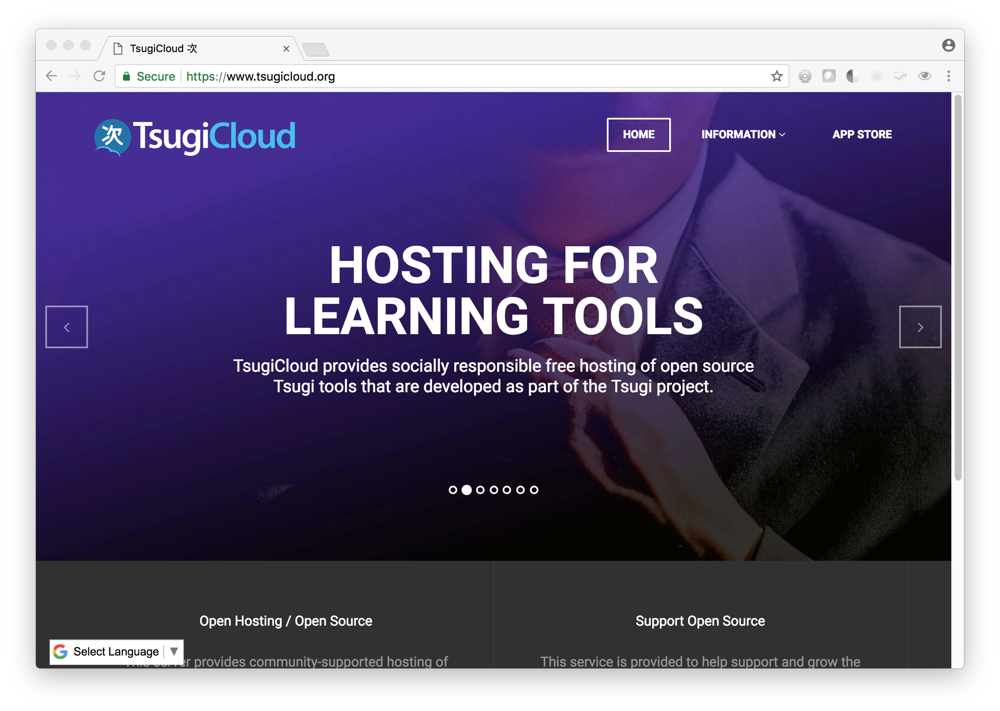 TsugiCloud 次
Secure https://www.tsugicloud.org
次 TsugiCloud
HOME INFORMATION APP STORE
HOSTING FOR
LEARNING TOOLS
TsugiCloud provides socially responsible free hosting of open source
Tsugi tools that are developed as part of the Tsugi project.
Open Hosting / Open Source
provides community-supported hosting of
Support Open Source
This service is provided to help support and grow the
Select Language ▼